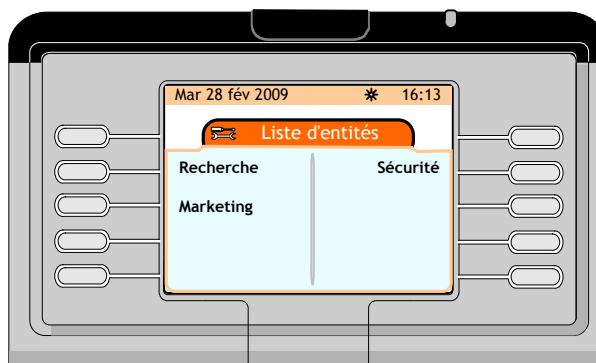 Mar 28 fév 2009 16:13
Liste d'entités
Recherche Sécurité
Marketing